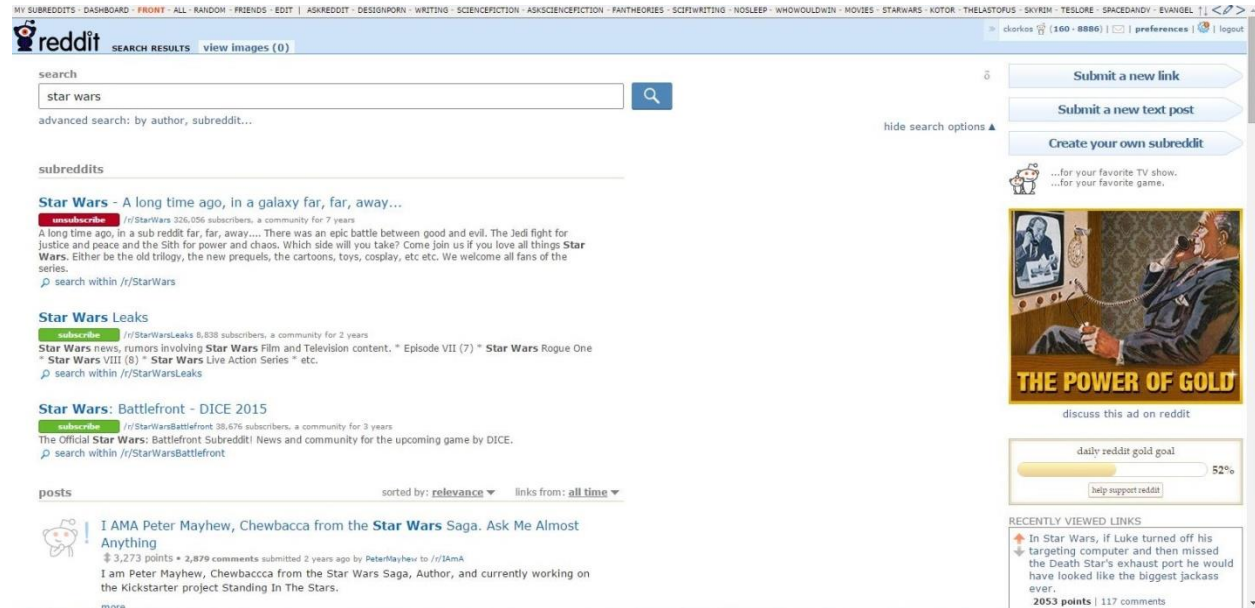 MY SUBREDDITS - DASHBOARD - FRONT - ALL - RANDOM - FRIENDS - EDIT | ASKREDDIT - DESIGNPORN - WRITING - SCIENCEFICTION - ASKSCIENCEFICTION - FANTHEORIES - SCIFIWRITING - NOSLEEP - WHOWOULDWIN - MOVIES - STARWARS - KOTOR - THELASTOFUS - SKYRIM - TESLORE - SPACEDANDY - EVANGEL
reddit SEARCH RESULTS view images (0)
ckorkos (160 · 8886) | | preferences | | logout
search
star wars
advanced search: by author, subreddit...
hide search options ▲
subreddits
Star Wars - A long time ago, in a galaxy far, far, away...
unsubscribe /r/StarWars 326,056 subscribers, a community for 7 years
A long time ago, in a sub reddit far, far, away.... There was an epic battle between good and evil. The Jedi fight for
justice and peace and the Sith for power and chaos. Which side will you take? Come join us if you love all things Star
Wars. Either be the old trilogy, the new prequels, the cartoons, toys, cosplay, etc etc. We welcome all fans of the
series.
search within /r/StarWars
Star Wars Leaks
subscribe /r/StarWarsLeaks 8,838 subscribers, a community for 2 years
Star Wars news, rumors involving Star Wars Film and Television content. * Episode VII (7) * Star Wars Rogue One
* Star Wars VIII (8) * Star Wars Live Action Series * etc.
search within /r/StarWarsLeaks
Star Wars: Battlefront - DICE 2015
subscribe /r/StarWarsBattlefront 38,676 subscribers, a community for 3 years
The Official Star Wars: Battlefront Subreddit! News and community for the upcoming game by DICE.
search within /r/StarWarsBattlefront
posts sorted by: relevance ▼ links from: all time ▼
I AMA Peter Mayhew, Chewbacca from the Star Wars Saga. Ask Me Almost
Anything
3,273 points • 2,879 comments submitted 2 years ago by PeterMayhew to /r/IAmA
I am Peter Mayhew, Chewbaccca from the Star Wars Saga, Author, and currently working on
the Kickstarter project Standing In The Stars.
more
Submit a new link
Submit a new text post
Create your own subreddit
...for your favorite TV show.
...for your favorite game.
THE POWER OF GOLD
discuss this ad on reddit
daily reddit gold goal
52%
help support reddit
RECENTLY VIEWED LINKS
In Star Wars, if Luke turned off his
targeting computer and then missed
the Death Star's exhaust port he would
have looked like the biggest jackass
ever.
2053 points | 117 comments